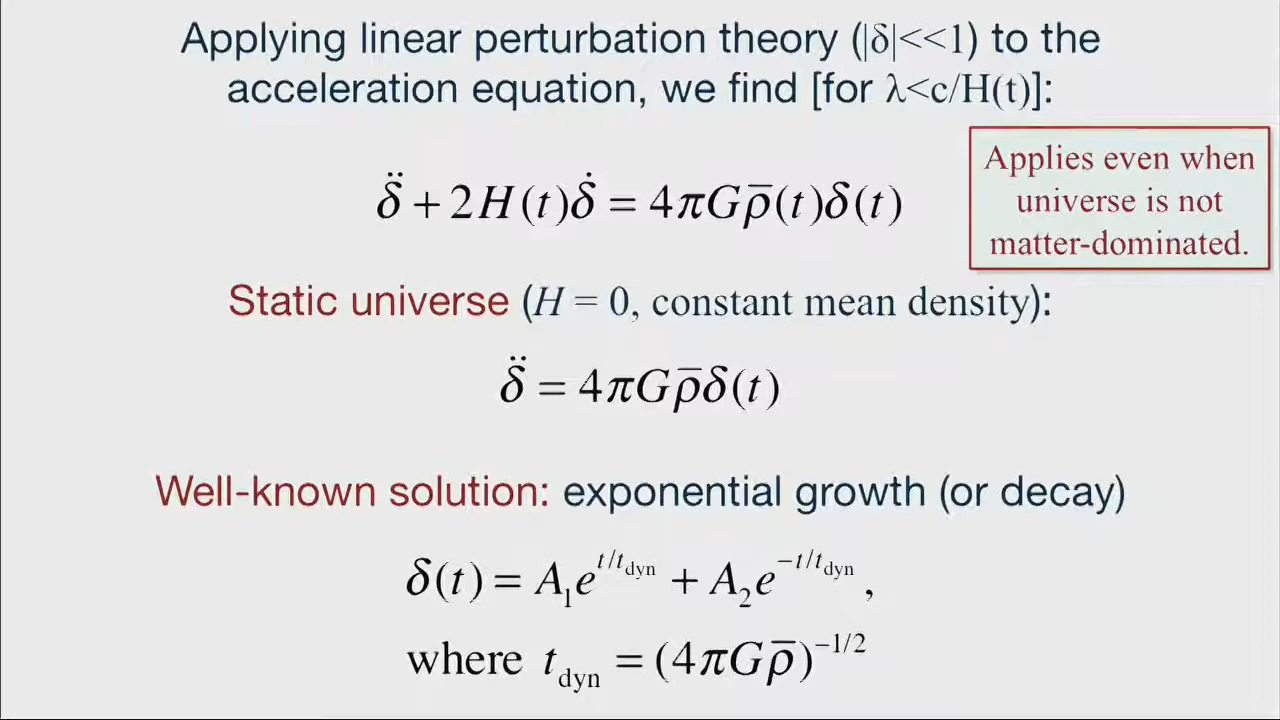 Applying linear perturbation theory (|δ|<<1) to the
acceleration equation, we find [for λ<c/H(t)]:
δ̈ + 2H(t)δ̇ = 4πGρ̄(t)δ(t)
Applies even when
universe is not
matter-dominated.
Static universe (H = 0, constant mean density):
δ̈ = 4πGρ̄δ(t)
Well-known solution: exponential growth (or decay)
δ(t) = A₁e^{t/t_dyn} + A₂e^{−t/t_dyn} ,
where t_dyn = (4πGρ̄)^{−1/2}